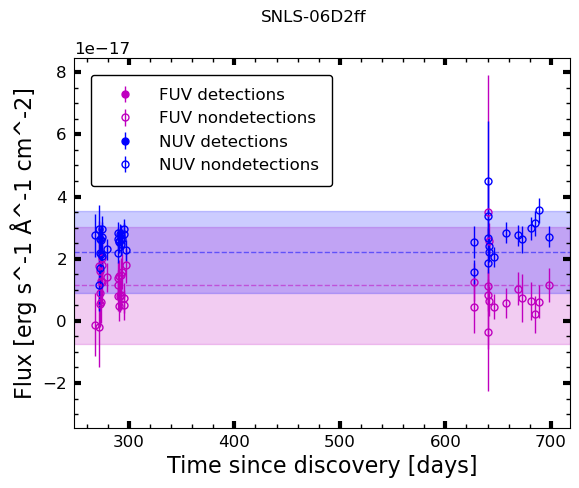 SNLS-06D2ff
1e−17
FUV detections
FUV nondetections
NUV detections
NUV nondetections
8
6
4
2
0
−2
Flux [erg s^-1 Å^-1 cm^-2]
300
400
500
600
700
Time since discovery [days]